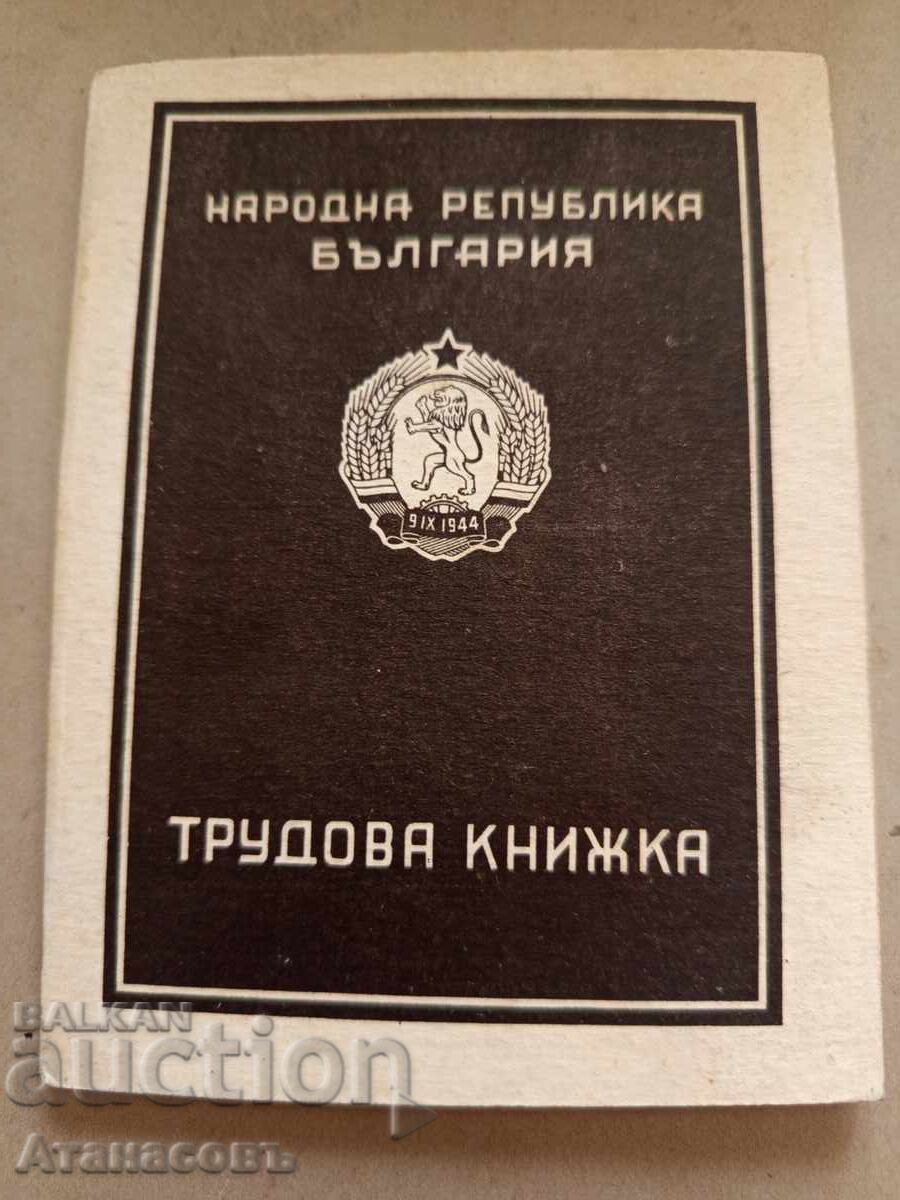 НАРОДНА РЕПУБЛИКА
БЪЛГАРИЯ
9 IX 1944
ТРУДОВА КНИЖКА
BALKAN
auction
Атанасовъ